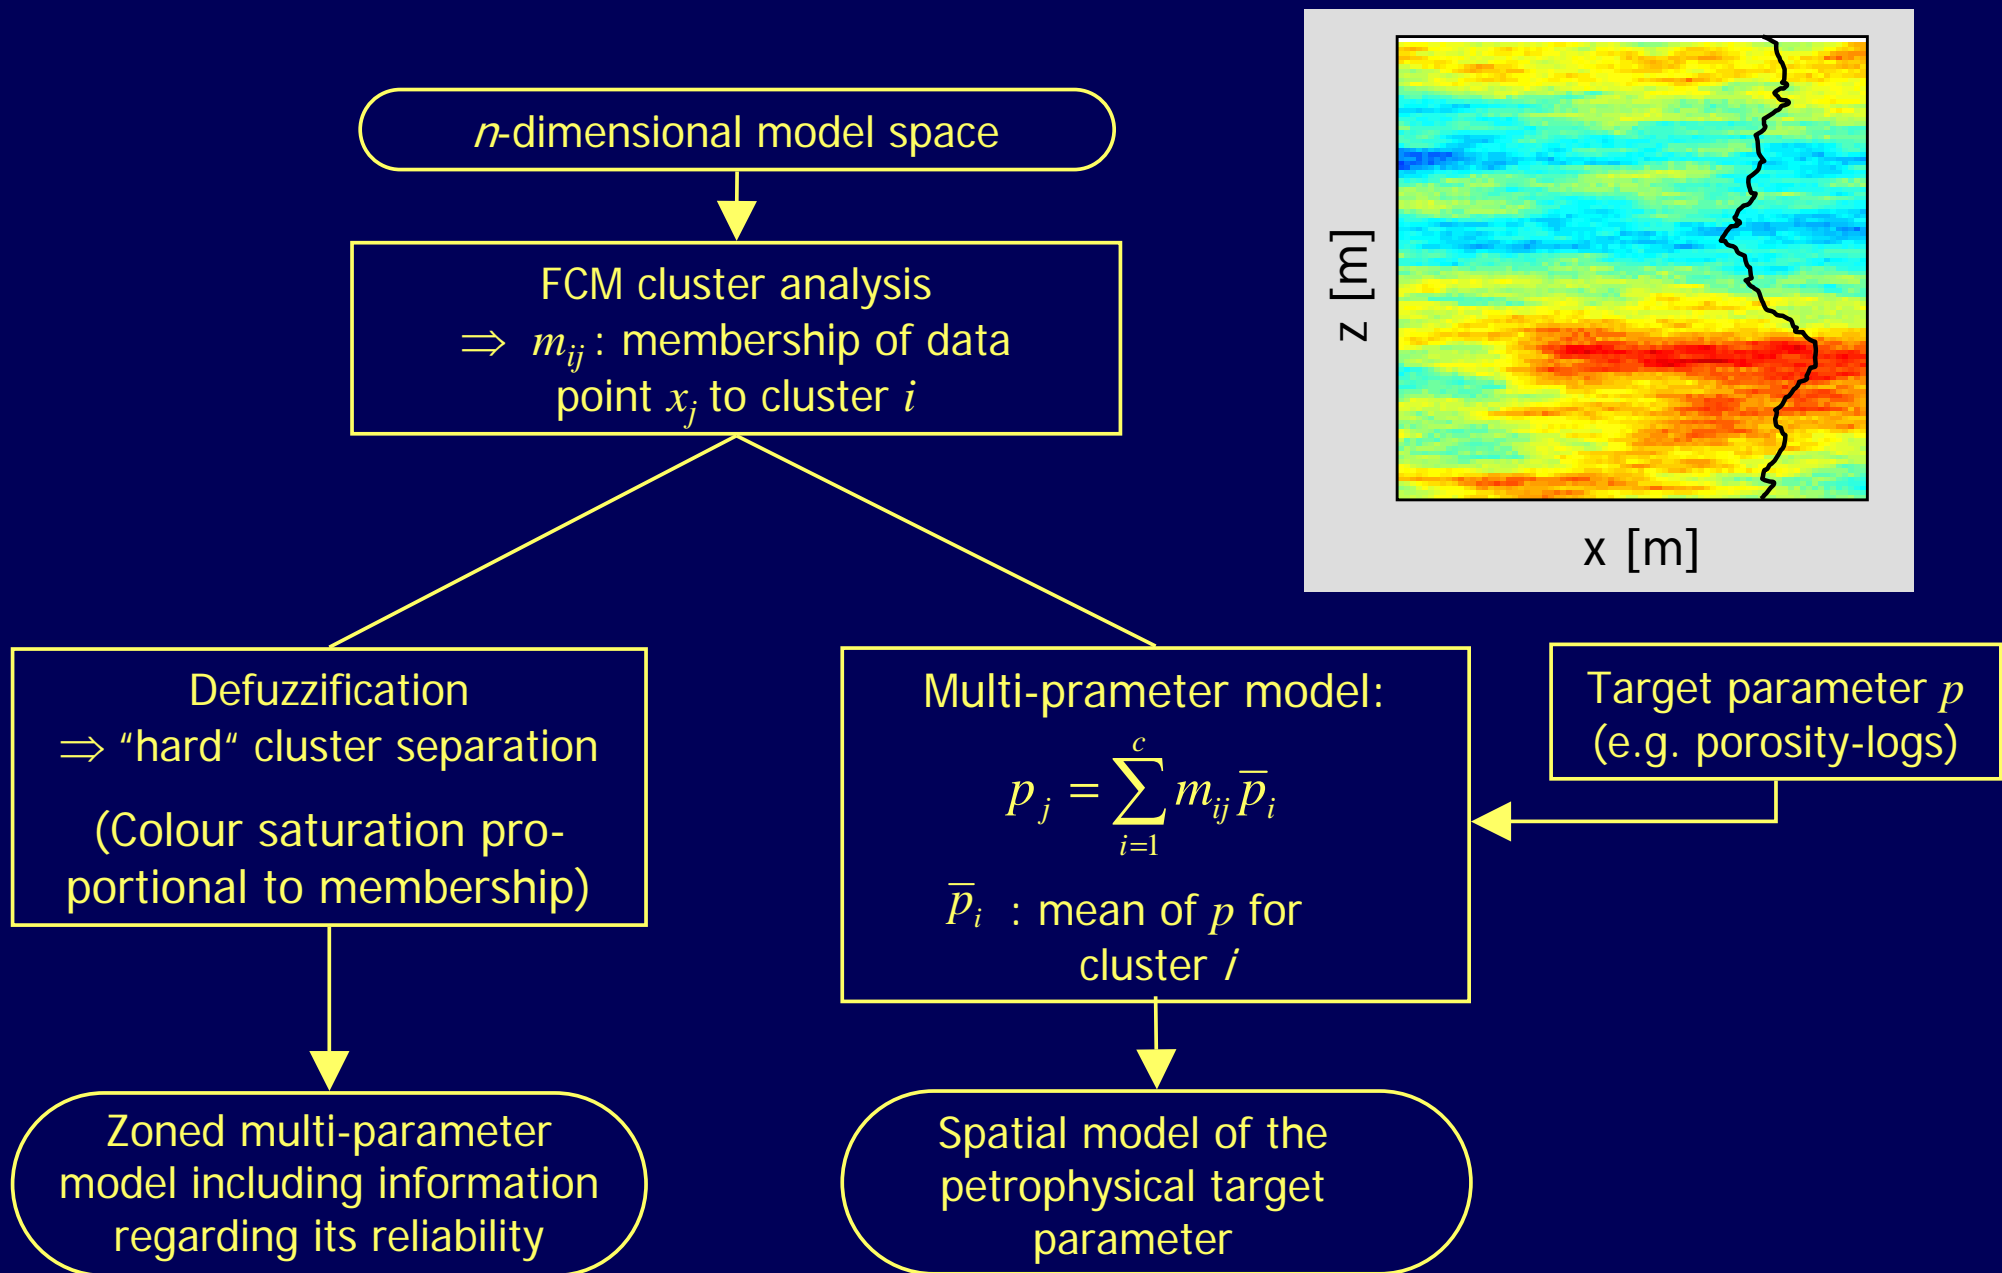 n-dimensional model space
FCM cluster analysis
⇒ m_ij : membership of data
point x_j to cluster i
z [m]
x [m]
Defuzzification
⇒ “hard“ cluster separation
(Colour saturation pro-
portional to membership)
Multi-prameter model:
p_j = ∑_{i=1}^{c} m_ij p̅_i
p̅_i : mean of p for
cluster i
Target parameter p
(e.g. porosity-logs)
Zoned multi-parameter
model including information
regarding its reliability
Spatial model of the
petrophysical target
parameter